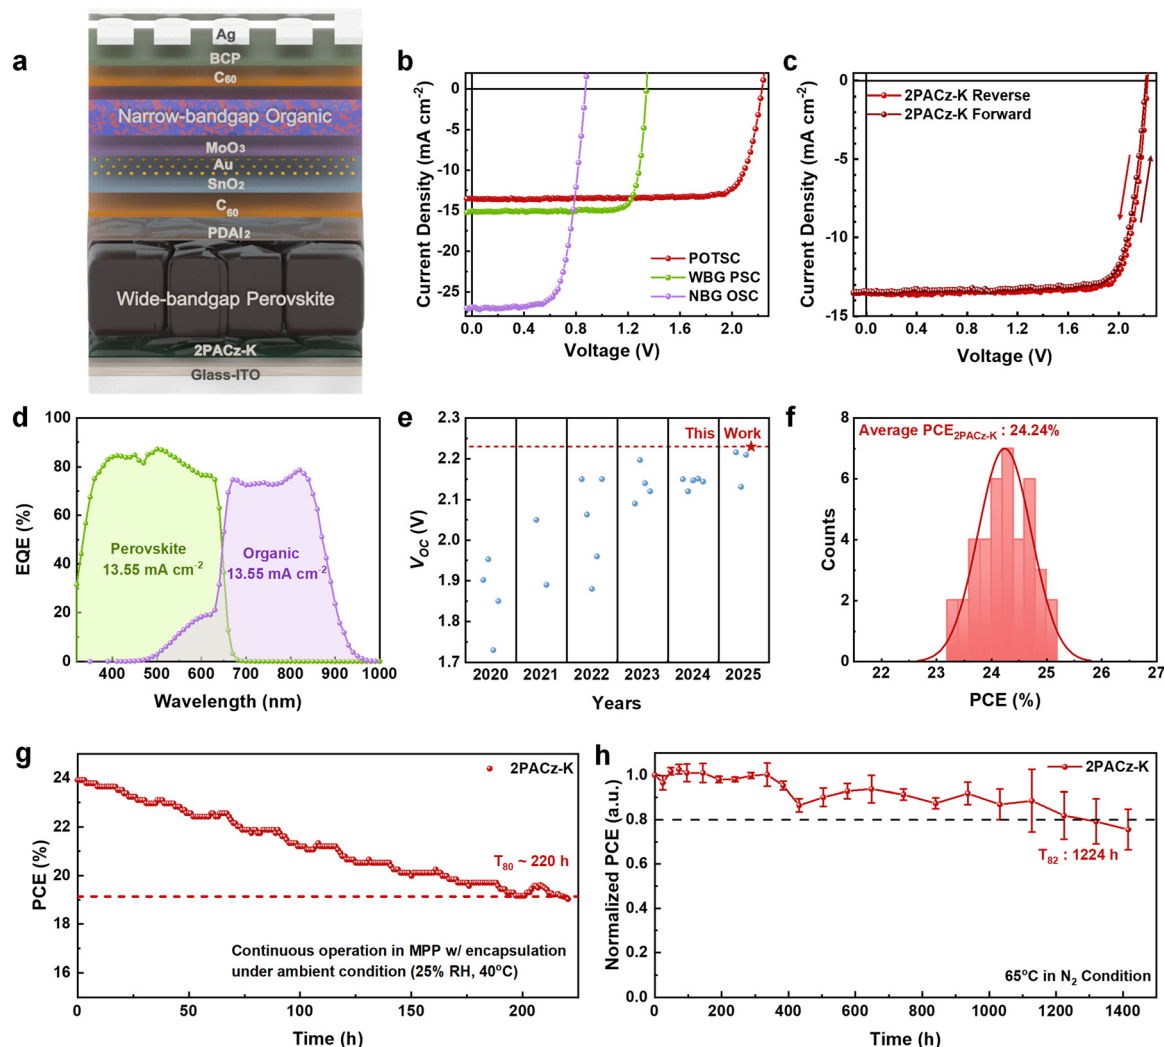 a
Ag
BCP
C₆₀
Narrow-bandgap Organic
MoO₃
Au
SnO₂
C₆₀
PDAI₂
Wide-bandgap Perovskite
2PACz-K
Glass-ITO
b
0
-5
-10
-15
-20
-25
Current Density (mA cm⁻²)
POTSC
WBG PSC
NBG OSC
0.0 0.4 0.8 1.2 1.6 2.0
Voltage (V)
c
0
-5
-10
-15
Current Density (mA cm⁻²)
2PACz-K Reverse
2PACz-K Forward
0.0 0.4 0.8 1.2 1.6 2.0
Voltage (V)
d
100
80
60
40
20
0
EQE (%)
Perovskite
13.55 mA cm⁻²
Organic
13.55 mA cm⁻²
400 500 600 700 800 900 1000
Wavelength (nm)
e
2.3
2.2
2.1
2.0
1.9
1.8
1.7
V_OC (V)
This Work
2020 2021 2022 2023 2024 2025
Years
f
8
6
4
2
0
Counts
Average PCE₂PACz-K : 24.24%
22 23 24 25 26 27
PCE (%)
g
24
22
20
19
18
16
PCE (%)
2PACz-K
T₈₀ ~ 220 h
Continuous operation in MPP w/ encapsulation
under ambient condition (25% RH, 40°C)
0 50 100 150 200
Time (h)
h
1.0
0.8
0.6
0.4
0.2
0.0
Normalized PCE (a.u.)
2PACz-K
T₈₂ : 1224 h
65°C in N₂ Condition
0 200 400 600 800 1000 1200 1400
Time (h)